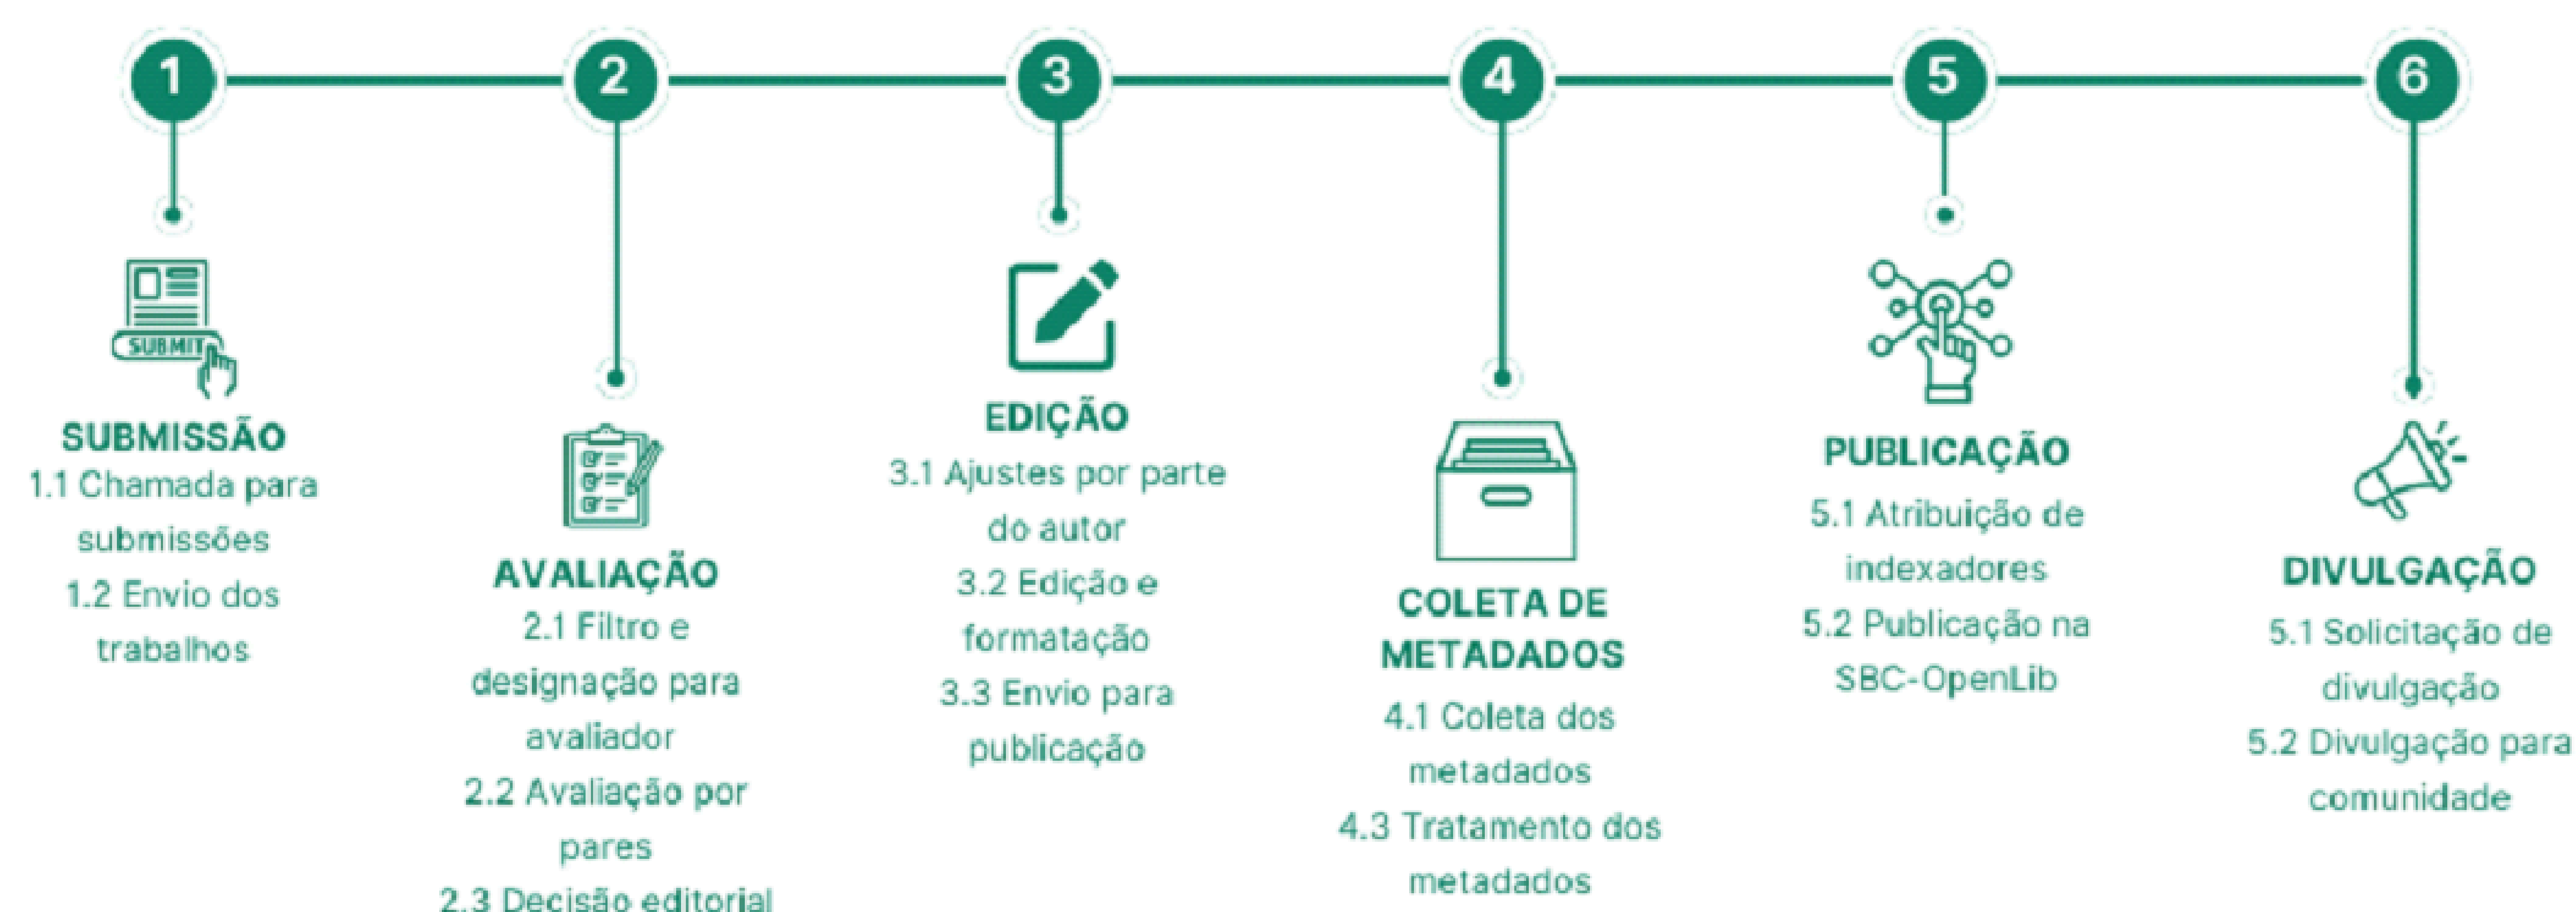 1
2
3
4
5
6
SUBMIT
SUBMISSÃO
1.1 Chamada para
submissões
1.2 Envio dos
trabalhos
AVALIAÇÃO
2.1 Filtro e
designação para
avaliador
2.2 Avaliação por
pares
2.3 Decisão editorial
EDIÇÃO
3.1 Ajustes por parte
do autor
3.2 Edição e
formatação
3.3 Envio para
publicação
COLETA DE
METADADOS
4.1 Coleta dos
metadados
4.3 Tratamento dos
metadados
PUBLICAÇÃO
5.1 Atribuição de
indexadores
5.2 Publicação na
SBC-OpenLib
DIVULGAÇÃO
5.1 Solicitação de
divulgação
5.2 Divulgação para
comunidade